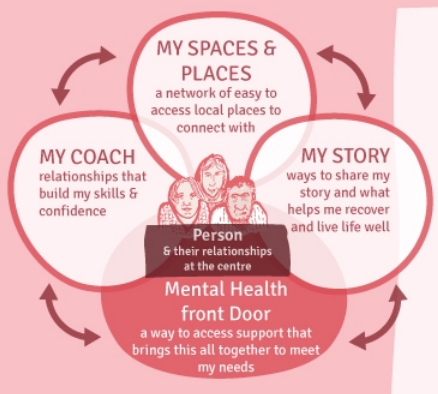 MY SPACES &
PLACES
a network of easy to
access local places to
connect with
MY COACH
relationships that
build my skills &
confidence
MY STORY
ways to share my
story and what
helps me recover
and live life well
Person
& their relationships
at the centre
Mental Health
front Door
a way to access support that
brings this all together to meet
my needs